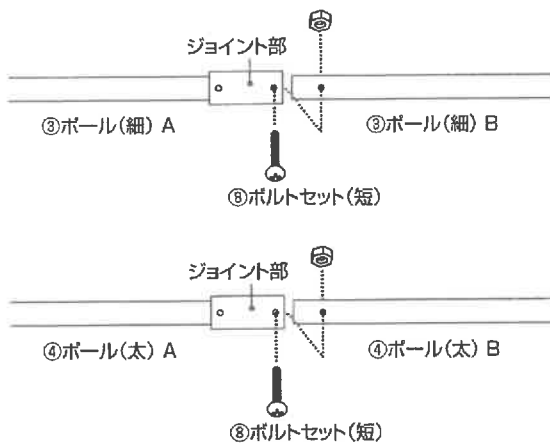 ジョイント部
③ポール(細) A
③ポール(細) B
⑧ボルトセット(短)
ジョイント部
④ポール(太) A
④ポール(太) B
⑧ボルトセット(短)